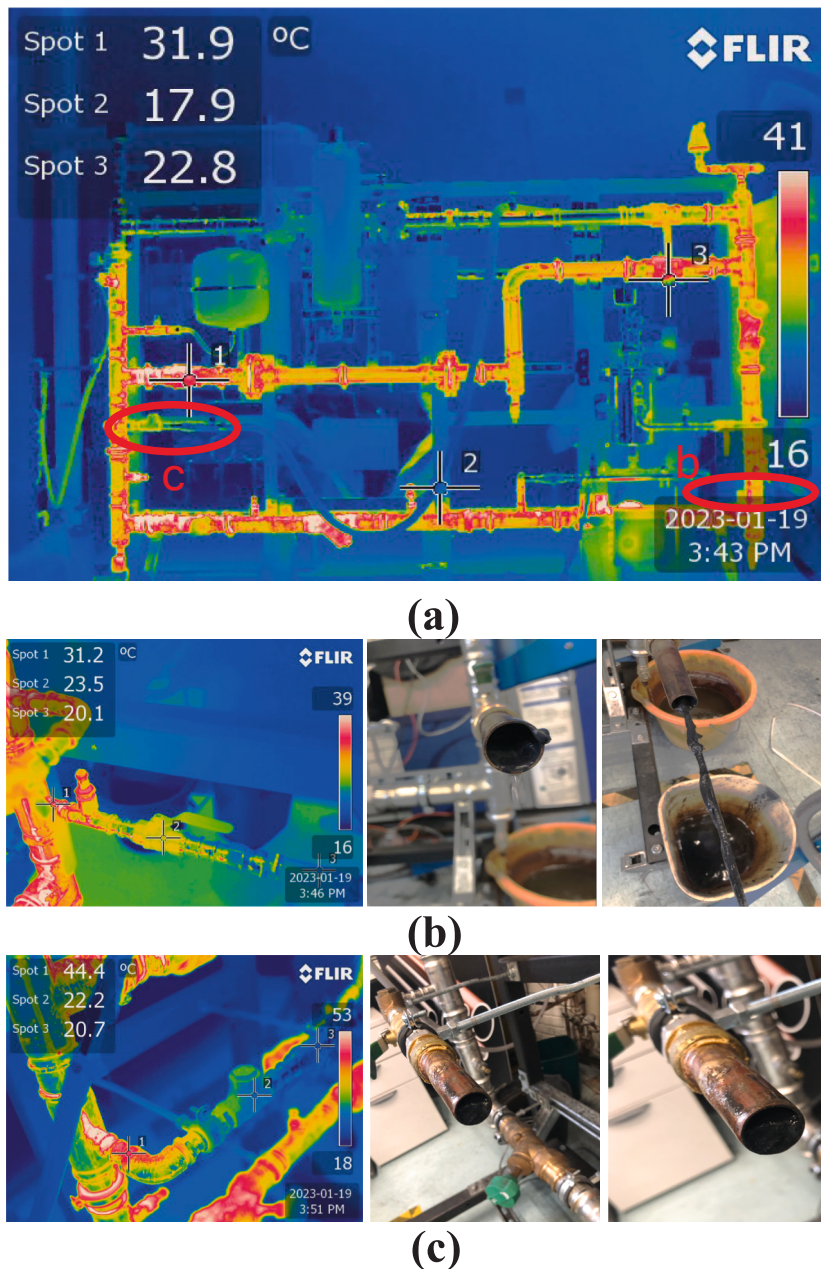 Spot 1 31.9 ºC
Spot 2 17.9
Spot 3 22.8
FLIR
41
1
3
2
c
b
16
2023-01-19
3:43 PM
(a)
Spot 1 31.2 ºC
Spot 2 23.5
Spot 3 20.1
FLIR
39
1
2
3
16
2023-01-19
3:46 PM
(b)
Spot 1 44.4 ºC
Spot 2 22.2
Spot 3 20.7
FLIR
53
3
2
1
18
2023-01-19
3:51 PM
(c)